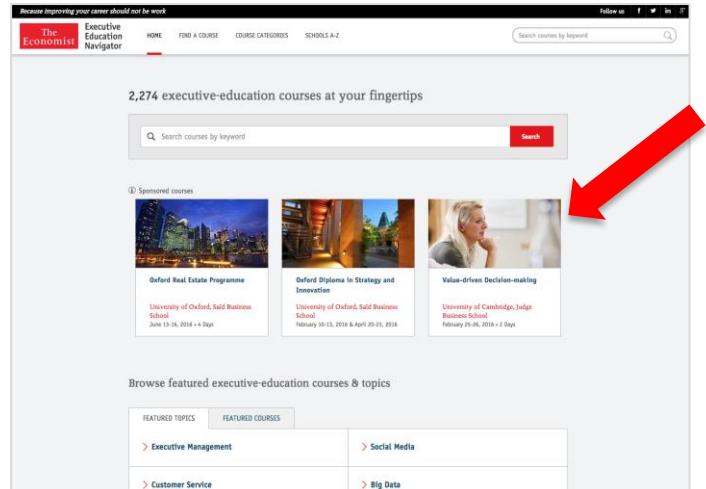 Because improving your career should not be work
Follow us
The Economist
Executive Education Navigator
HOME FIND A COURSE COURSE CATEGORIES SCHOOLS A-Z
Search courses by keyword
2,274 executive-education courses at your fingertips
Search courses by keyword
Search
Sponsored courses
Oxford Real Estate Programme
University of Oxford, Saïd Business
School
June 13-16, 2016 • 4 Days
Oxford Diploma in Strategy and
Innovation
University of Oxford, Saïd Business
School
February 10-13, 2016 & April 20-23, 2016
Value-driven Decision-making
University of Cambridge, Judge
Business School
February 25-26, 2016 • 2 Days
Browse featured executive-education courses & topics
FEATURED TOPICS FEATURED COURSES
Executive Management
Social Media
Customer Service
Big Data